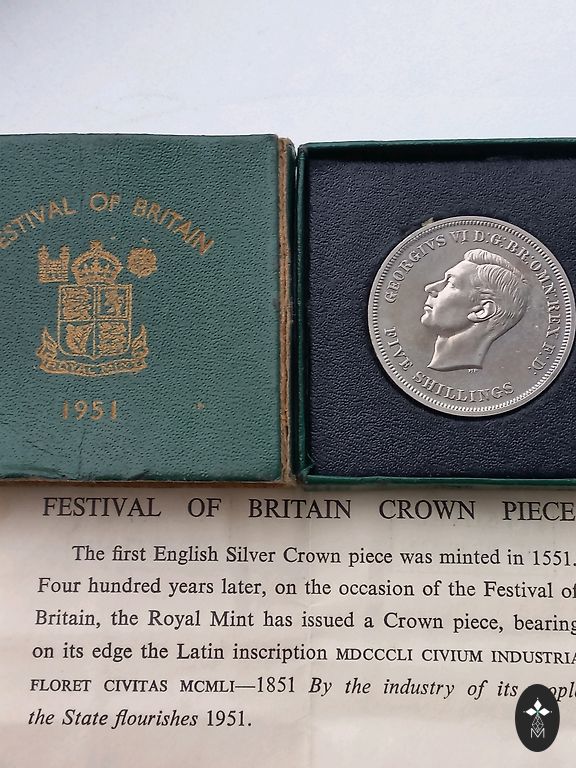 FESTIVAL OF BRITAIN
ROYAL MINT
1951
GEORGIVS VI D:G:BR:OMN:REX F:D:
FIVE SHILLINGS
FESTIVAL OF BRITAIN CROWN PIECE
The first English Silver Crown piece was minted in 1551.
Four hundred years later, on the occasion of the Festival of
Britain, the Royal Mint has issued a Crown piece, bearing
on its edge the Latin inscription MDCCCLI CIVIUM INDUSTRIA
FLORET CIVITAS MCMLI—1851 By the industry of its people
the State flourishes 1951.